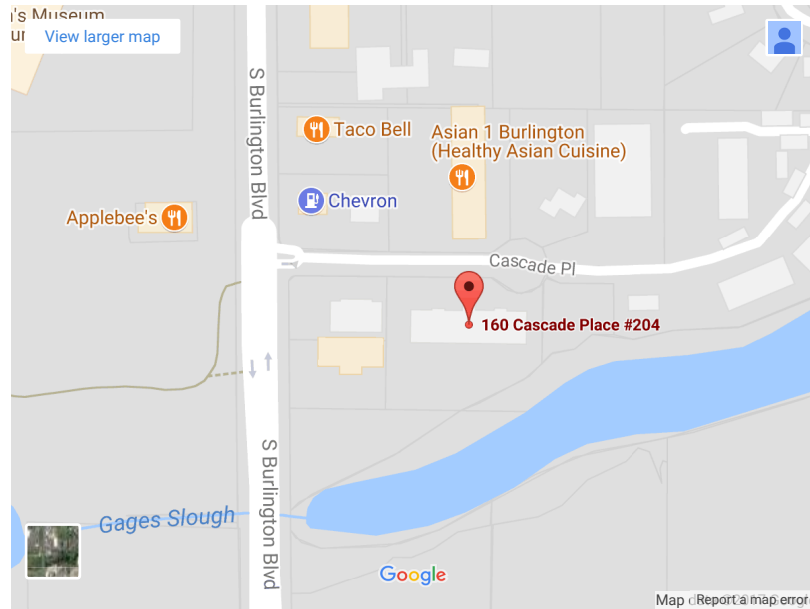 's Museum
View larger map
S Burlington Blvd
Taco Bell
Asian 1 Burlington
(Healthy Asian Cuisine)
Chevron
Applebee's
Cascade Pl
160 Cascade Place #204
S Burlington Blvd
Gages Slough
Google
Map
Report a map error